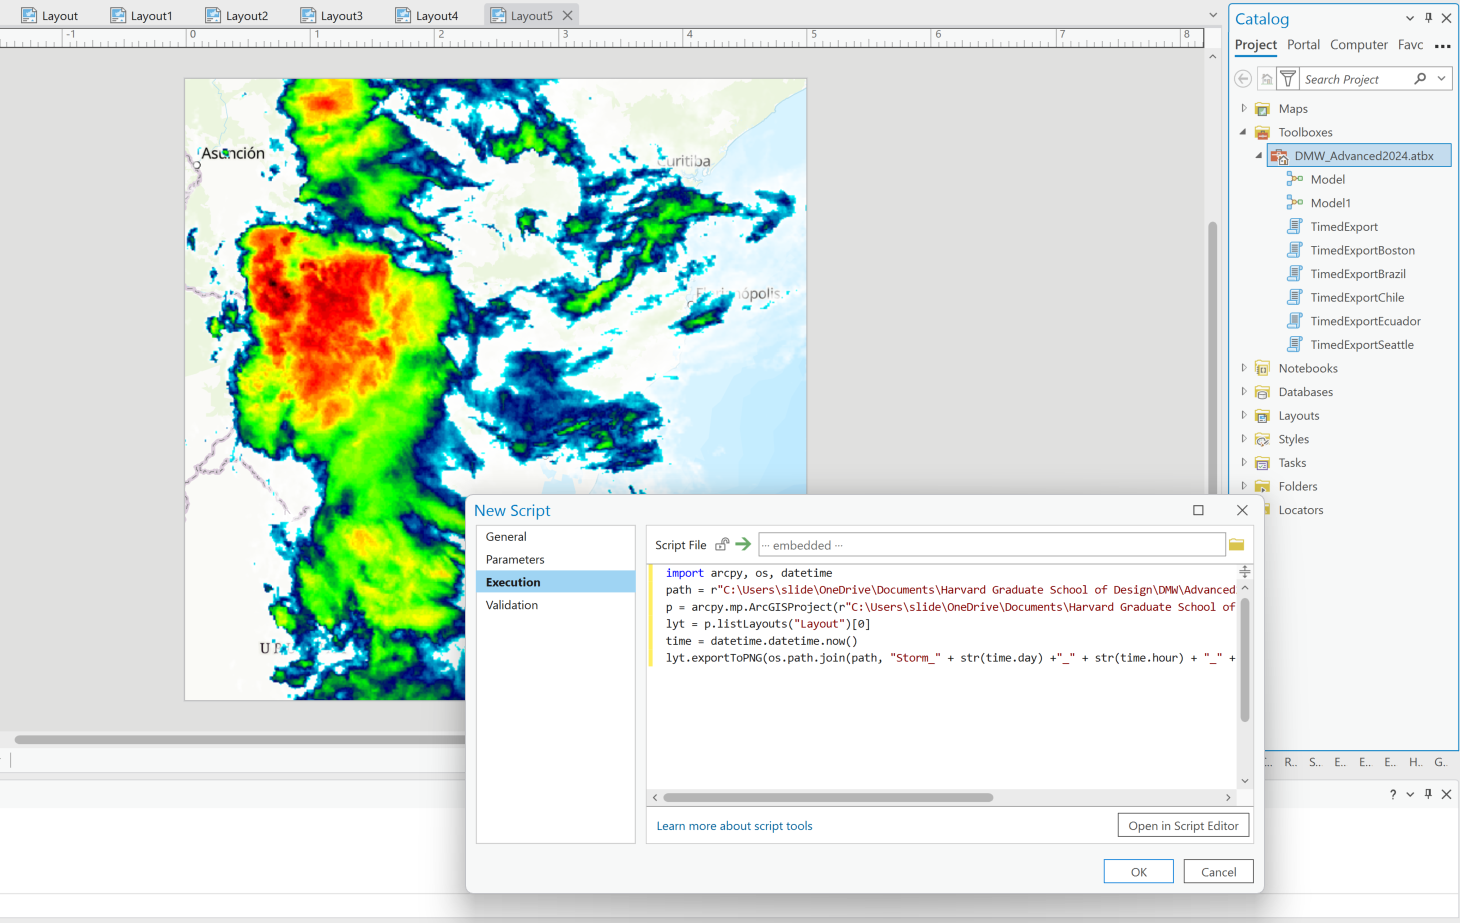 Layout
Layout1
Layout2
Layout3
Layout4
Layout5
-1 0 1 2 3 4 5 6 7 8
Asunción
Curitiba
Catalog
Project Portal Computer Favc
Search Project
Maps
Toolboxes
DMW_Advanced2024.atbx
Model
Model1
TimedExport
TimedExportBoston
TimedExportBrazil
TimedExportChile
TimedExportEcuador
TimedExportSeattle
Notebooks
Databases
Layouts
Styles
Tasks
Folders
Locators
New Script
General
Parameters
Execution
Validation
Script File
··· embedded ···
import arcpy, os, datetime
path = r"C:\Users\slide\OneDrive\Documents\Harvard Graduate School of Design\DMW\Advanced
p = arcpy.mp.ArcGISProject(r"C:\Users\slide\OneDrive\Documents\Harvard Graduate School of
lyt = p.listLayouts("Layout")[0]
time = datetime.datetime.now()
lyt.exportToPNG(os.path.join(path, "Storm_" + str(time.day) +"_" + str(time.hour) + "_" +
Learn more about script tools
Open in Script Editor
OK
Cancel
R.. S.. E.. E.. E.. H.. G..
?